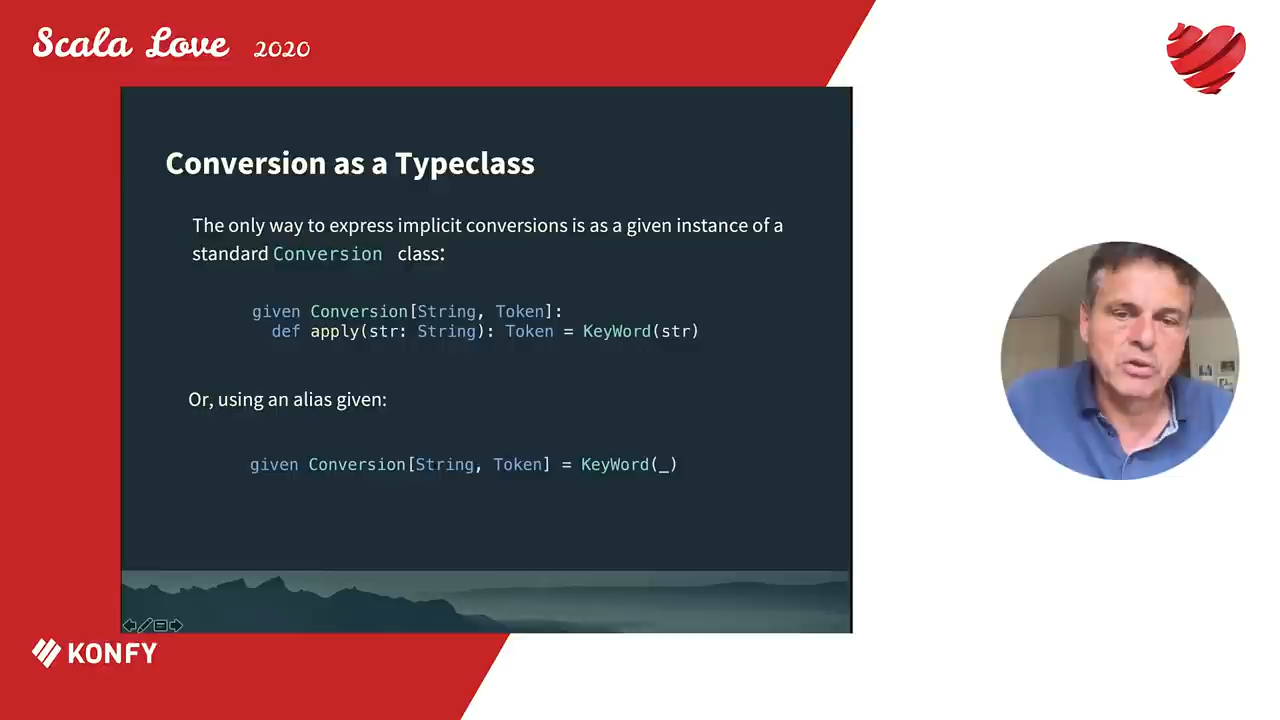 Scala Love 2020
Conversion as a Typeclass
The only way to express implicit conversions is as a given instance of a
standard Conversion class:
given Conversion[String, Token]:
def apply(str: String): Token = KeyWord(str)
Or, using an alias given:
given Conversion[String, Token] = KeyWord(_)
KONFY